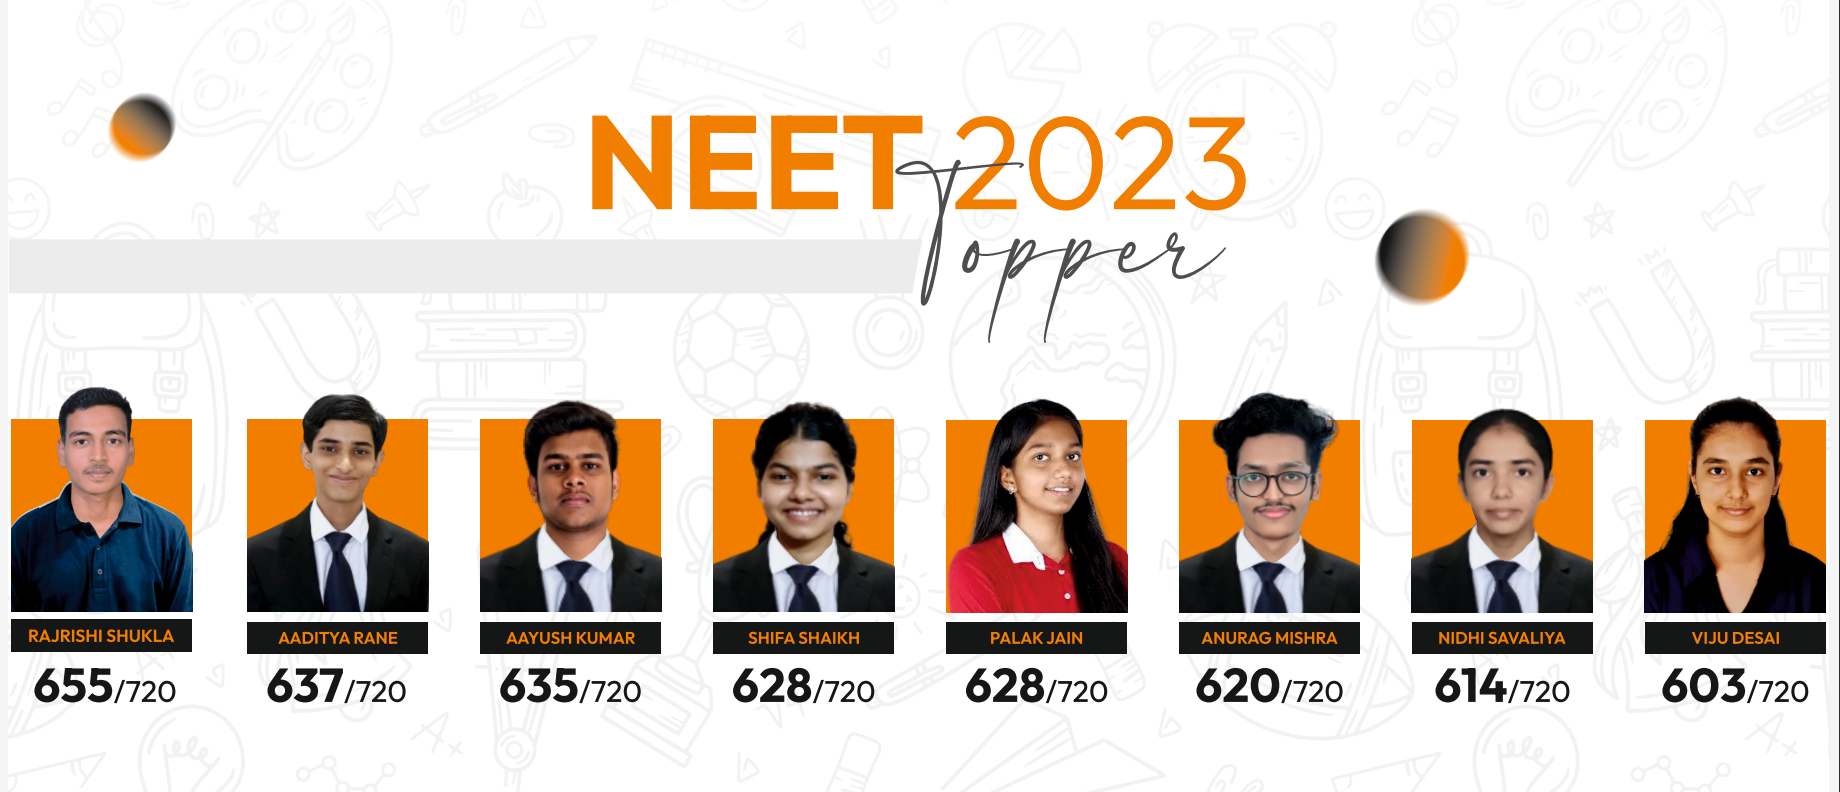 NEET 2023
Topper
RAJRISHI SHUKLA
655/720
AADITYA RANE
637/720
AAYUSH KUMAR
635/720
SHIFA SHAIKH
628/720
PALAK JAIN
628/720
ANURAG MISHRA
620/720
NIDHI SAVALIYA
614/720
VIJU DESAI
603/720